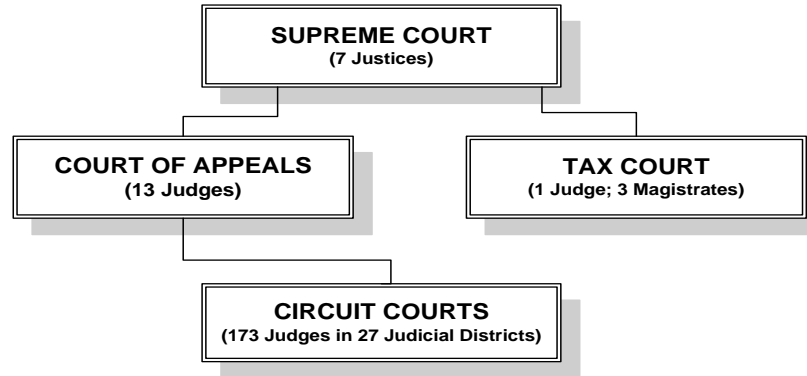 SUPREME COURT
(7 Justices)
COURT OF APPEALS
(13 Judges)
TAX COURT
(1 Judge; 3 Magistrates)
CIRCUIT COURTS
(173 Judges in 27 Judicial Districts)